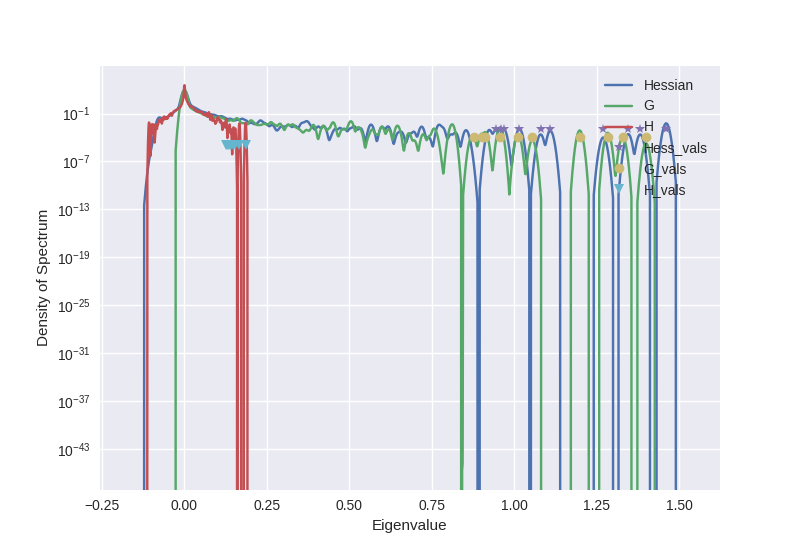 Hessian
G
H
Hess_vals
G_vals
H_vals
10⁻¹
10⁻⁷
10⁻¹³
10⁻¹⁹
10⁻²⁵
10⁻³¹
10⁻³⁷
10⁻⁴³
Density of Spectrum
−0.25 0.00 0.25 0.50 0.75 1.00 1.25 1.50
Eigenvalue